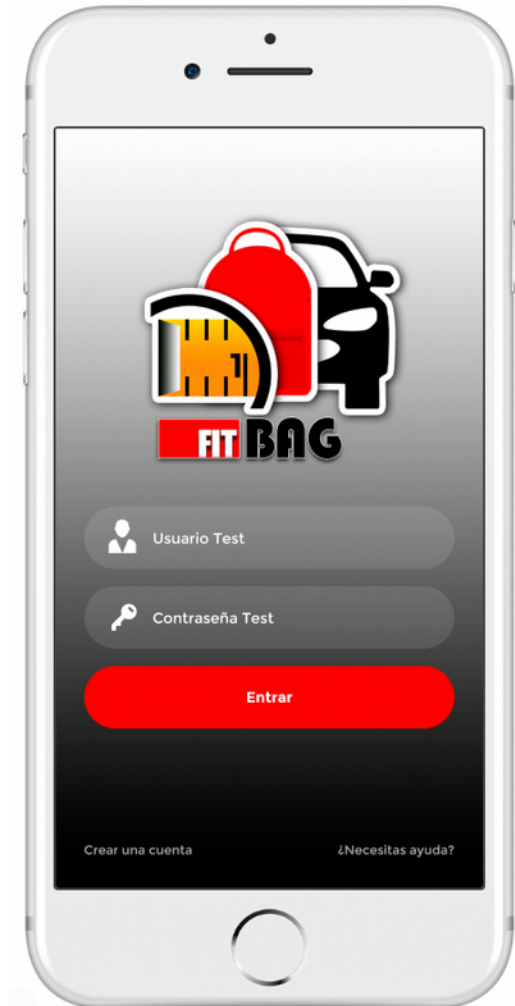 FIT BAG
Usuario Test
Contraseña Test
Entrar
Crear una cuenta
¿Necesitas ayuda?